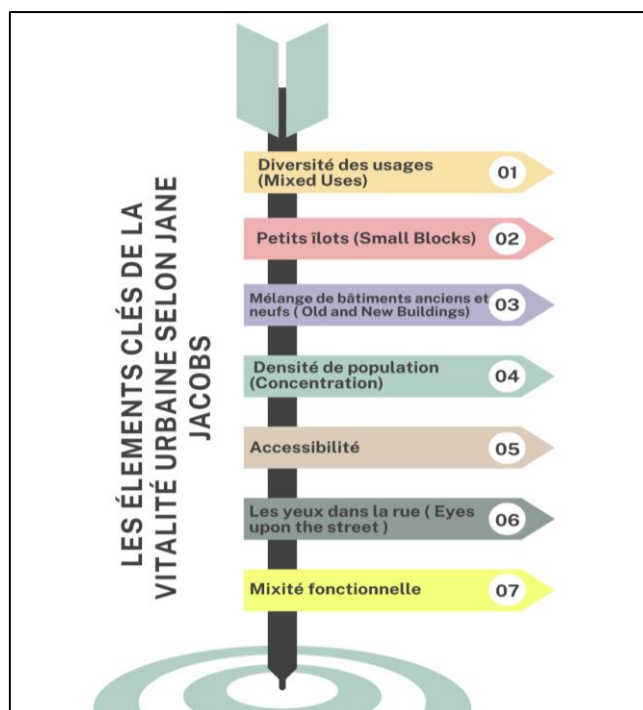 LES ÉLEMENTS CLÉS DE LA
VITALITÉ URBAINE SELON JANE
JACOBS
Diversité des usages
(Mixed Uses)
01
Petits îlots (Small Blocks)
02
Mélange de bâtiments anciens et
neufs ( Old and New Buildings)
03
Densité de population
(Concentration)
04
Accessibilité
05
Les yeux dans la rue ( Eyes
upon the street )
06
Mixité fonctionnelle
07